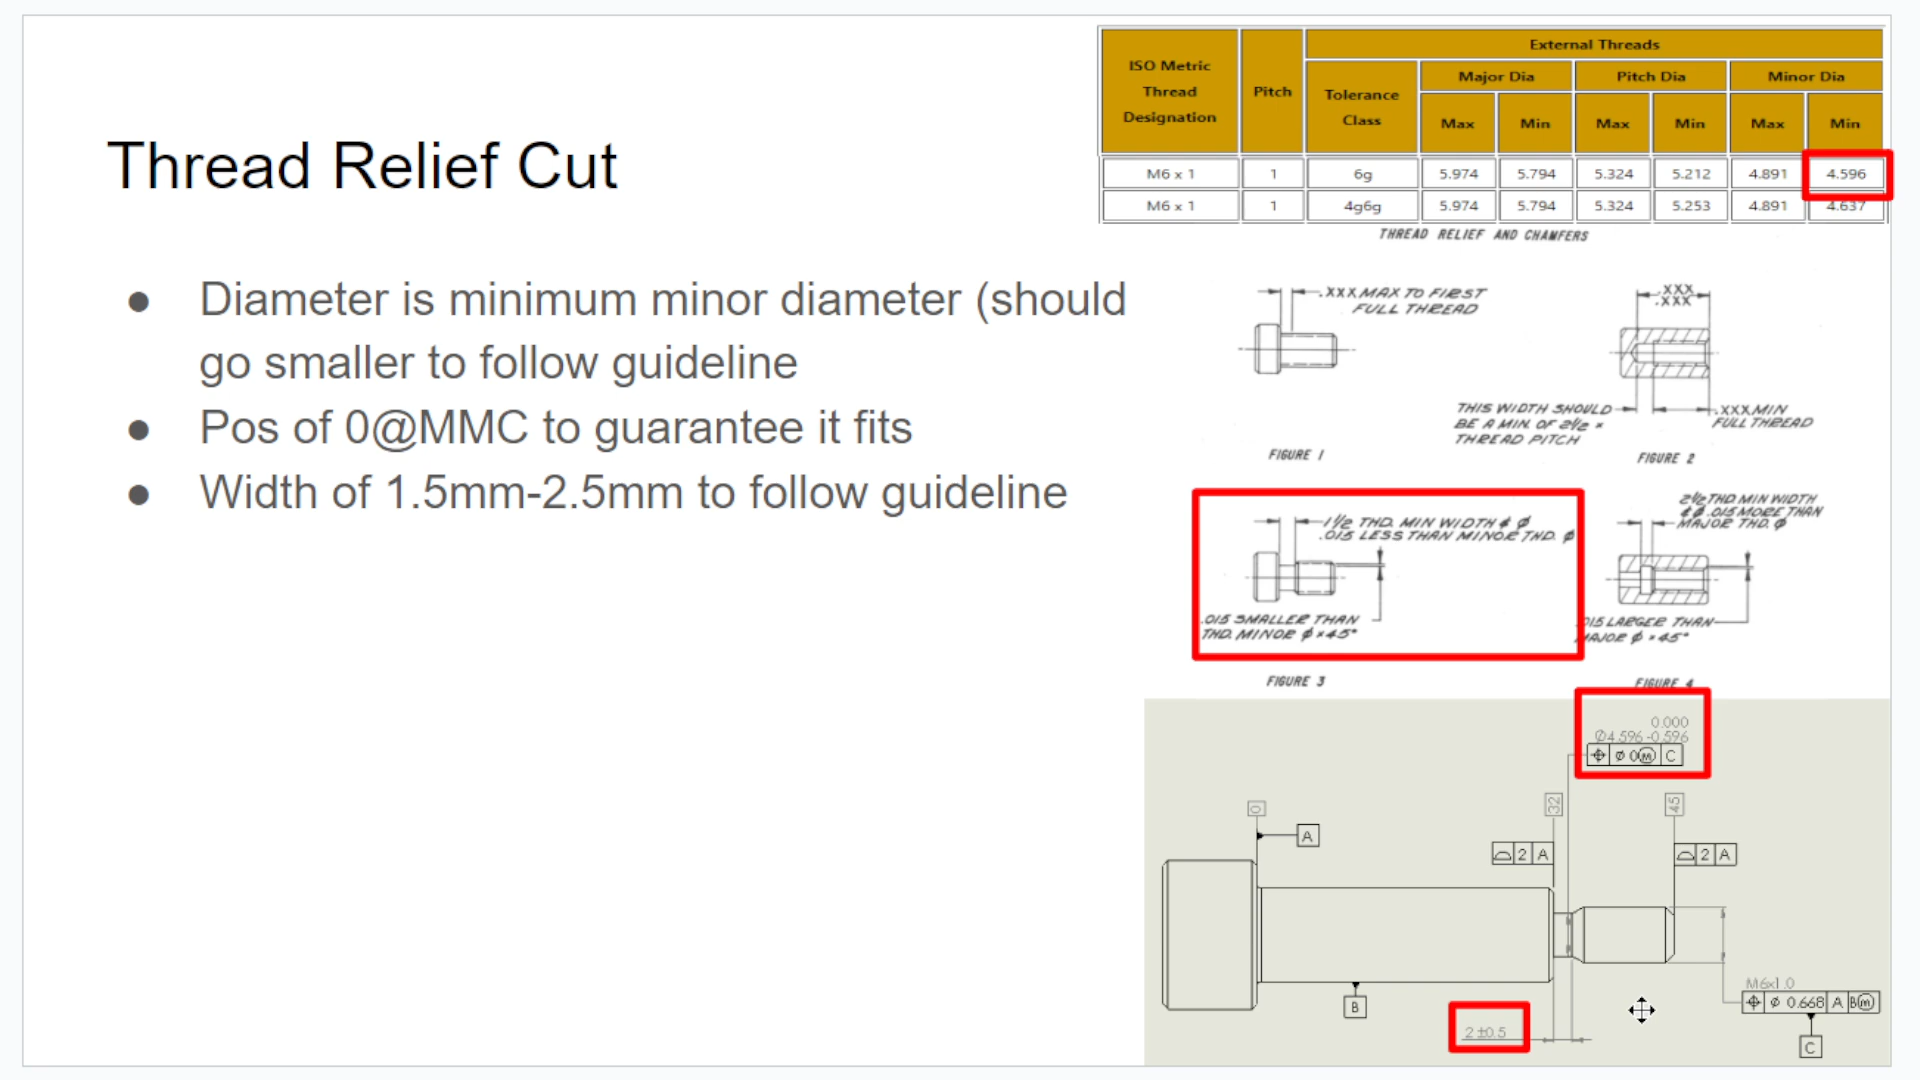 Thread Relief Cut
● Diameter is minimum minor diameter (should
go smaller to follow guideline
● Pos of 0@MMC to guarantee it fits
● Width of 1.5mm-2.5mm to follow guideline
ISO Metric Thread Designation Pitch External Threads
Tolerance Class Major Dia Pitch Dia Minor Dia
Max Min Max Min Max Min
M6 x 1 1 6g 5.974 5.794 5.324 5.212 4.891 4.596
M6 x 1 1 4g6g 5.974 5.794 5.324 5.253 4.891 4.637
THREAD RELIEF AND CHAMFERS
.XXX MAX TO FIRST
FULL THREAD
FIGURE 1
.XXX
.XXX
THIS WIDTH SHOULD
BE A MIN. OF 2½ ×
THREAD PITCH
.XXX MIN
FULL THREAD
FIGURE 2
1½ THD. MIN WIDTH & Ø
.015 LESS THAN MINOR THD. Ø
.015 SMALLER THAN
THD. MINOR Ø × 45°
FIGURE 3
2½ THD. MIN WIDTH
& Ø .015 MORE THAN
MAJOR THD. Ø
.015 LARGER THAN
MAJOR Ø × 45°
FIGURE 4
0.000
Ø4.596 -0.596
⌖ Ø 0Ⓜ C
0
32
45
A
⌓ 2 A
⌓ 2 A
B
2 ±0.5
M6x1.0
⌖ Ø 0.668 A BⓂ
C